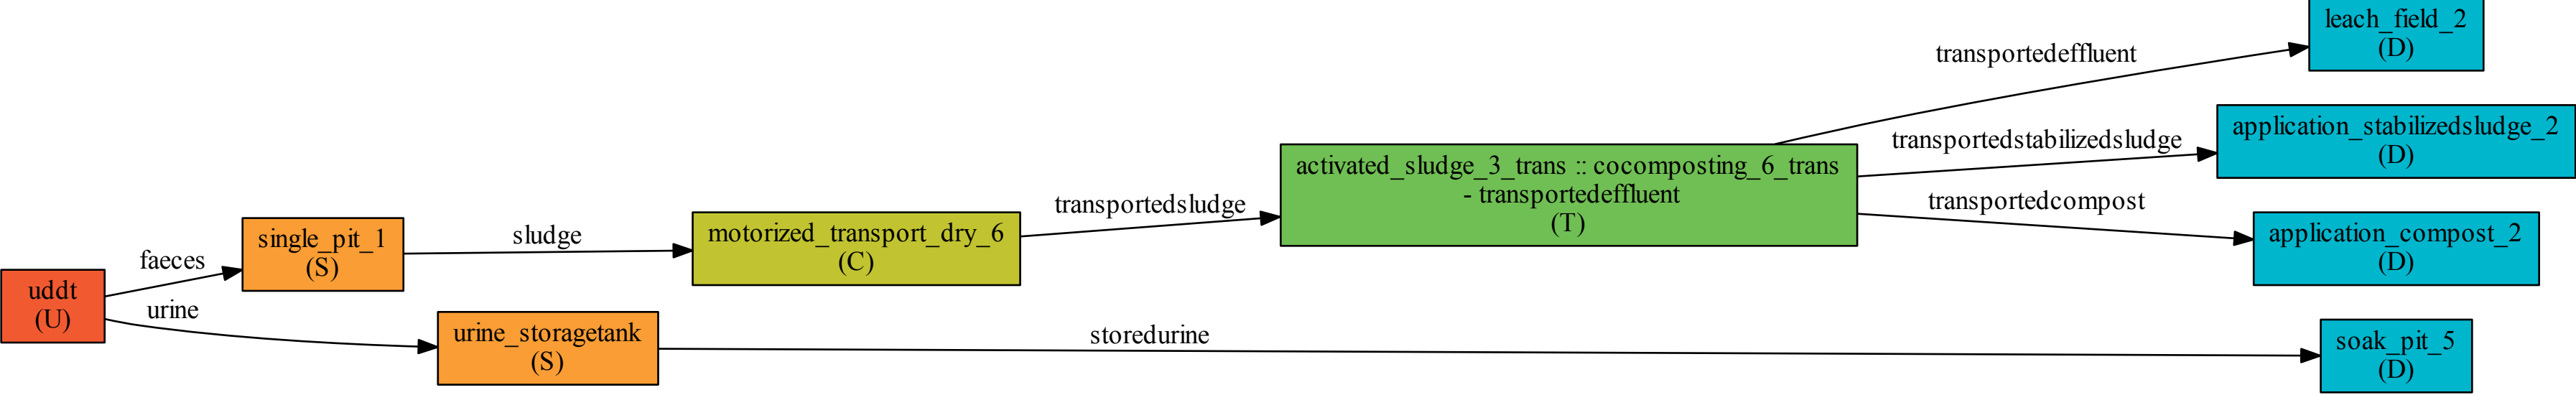 uddt
(U)
faeces
urine
single_pit_1
(S)
urine_storagetank
(S)
sludge
storedurine
motorized_transport_dry_6
(C)
transportedsludge
activated_sludge_3_trans :: cocomposting_6_trans
- transportedeffluent
(T)
transportedeffluent
transportedstabilizedsludge
transportedcompost
leach_field_2
(D)
application_stabilizedsludge_2
(D)
application_compost_2
(D)
soak_pit_5
(D)